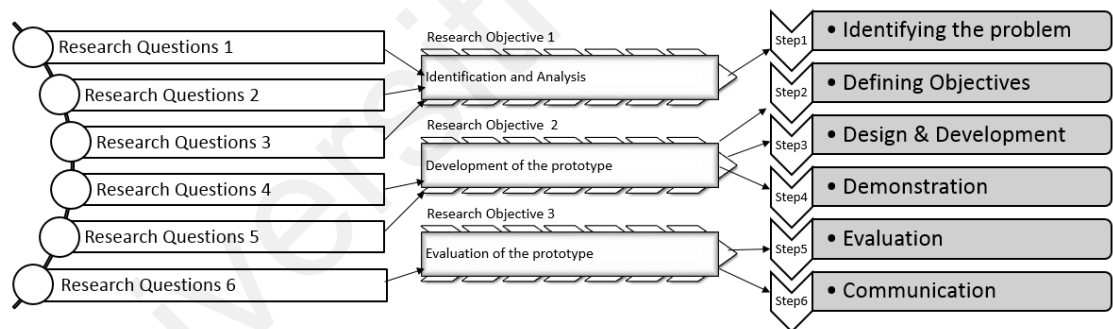 Research Questions 1
Research Questions 2
Research Questions 3
Research Questions 4
Research Questions 5
Research Questions 6
Research Objective 1
Identification and Analysis
Research Objective 2
Development of the prototype
Research Objective 3
Evaluation of the prototype
Step1
• Identifying the problem
Step2
• Defining Objectives
Step3
• Design & Development
Step4
• Demonstration
Step5
• Evaluation
Step6
• Communication